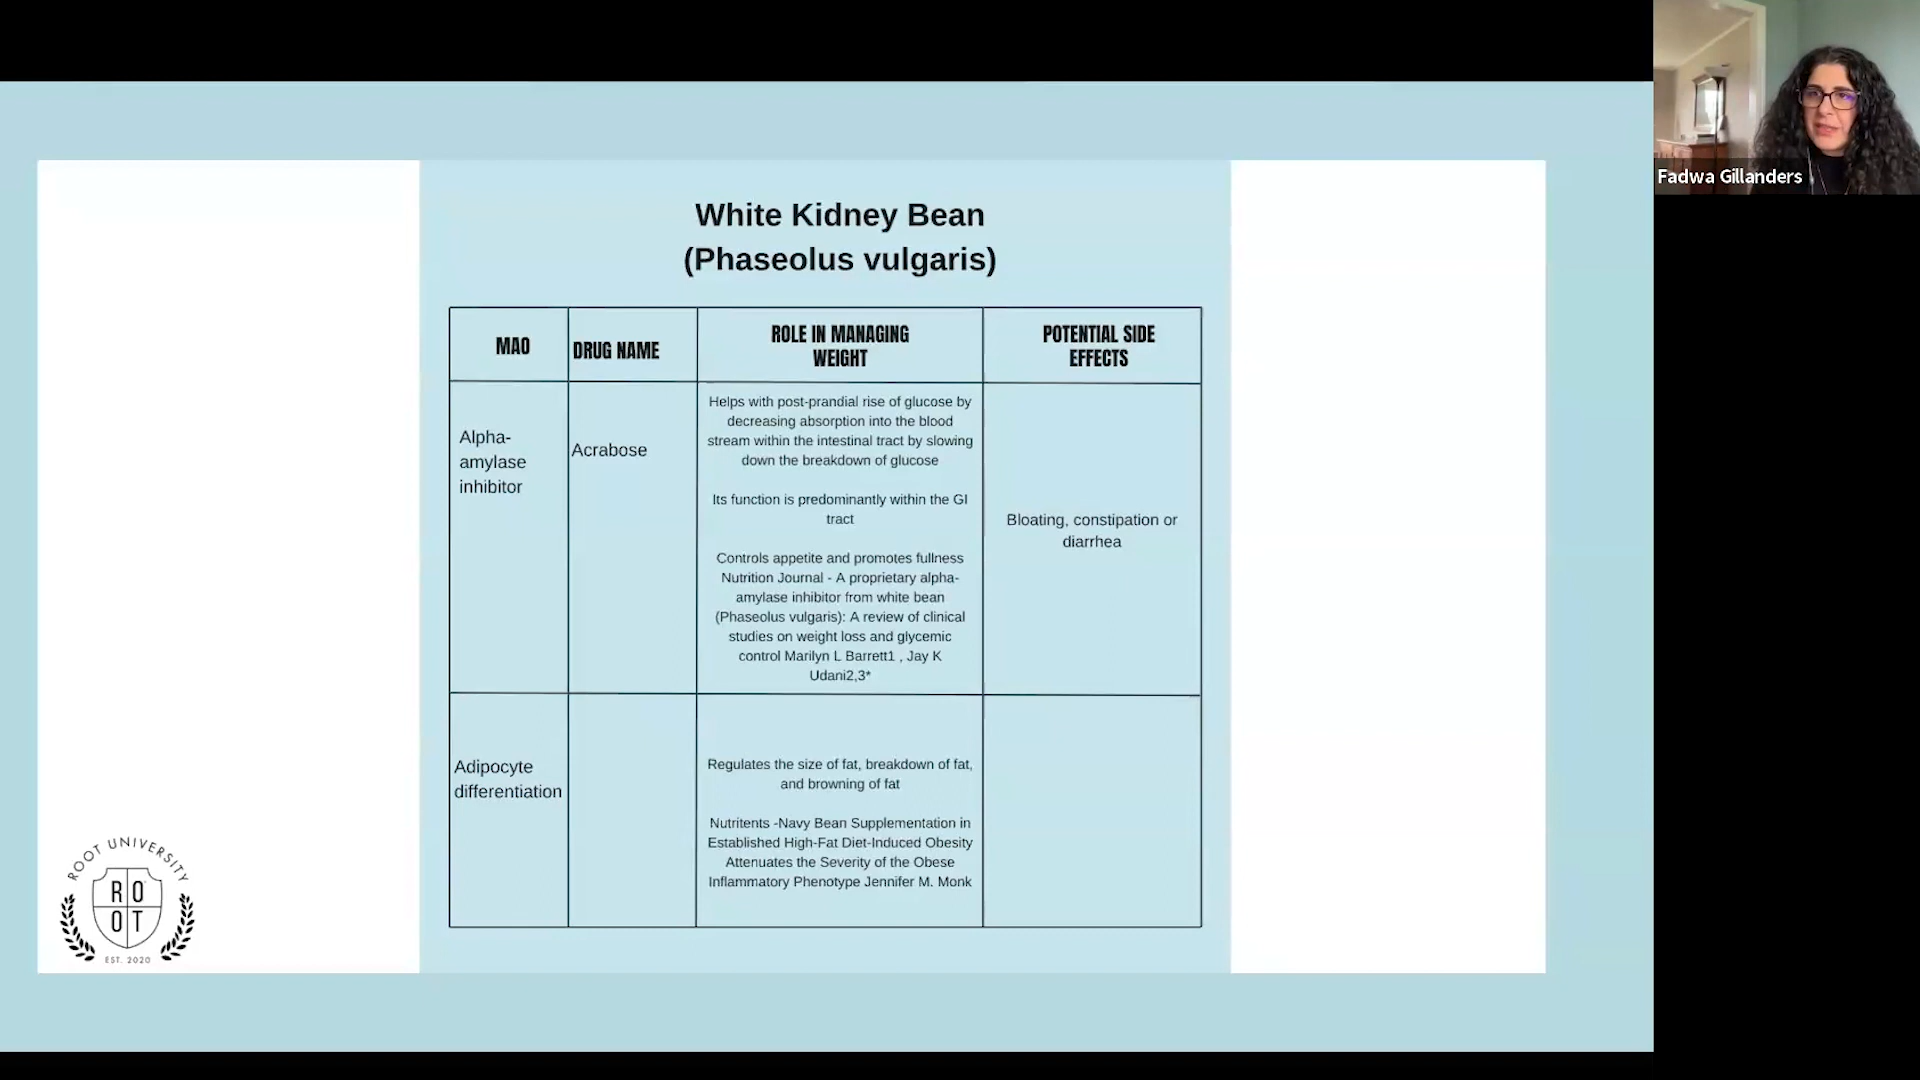 Fadwa Gillanders
White Kidney Bean
(Phaseolus vulgaris)
MAO
DRUG NAME
ROLE IN MANAGING
WEIGHT
POTENTIAL SIDE
EFFECTS
Alpha-
amylase
inhibitor
Acrabose
Helps with post-prandial rise of glucose by
decreasing absorption into the blood
stream within the intestinal tract by slowing
down the breakdown of glucose
Its function is predominantly within the GI
tract
Controls appetite and promotes fullness
Nutrition Journal - A proprietary alpha-
amylase inhibitor from white bean
(Phaseolus vulgaris): A review of clinical
studies on weight loss and glycemic
control Marilyn L Barrett1 , Jay K
Udani2,3*
Bloating, constipation or
diarrhea
Adipocyte
differentiation
Regulates the size of fat, breakdown of fat,
and browning of fat
Nutritents -Navy Bean Supplementation in
Established High-Fat Diet-Induced Obesity
Attenuates the Severity of the Obese
Inflammatory Phenotype Jennifer M. Monk
ROOT UNIVERSITY
RO
OT
EST. 2020